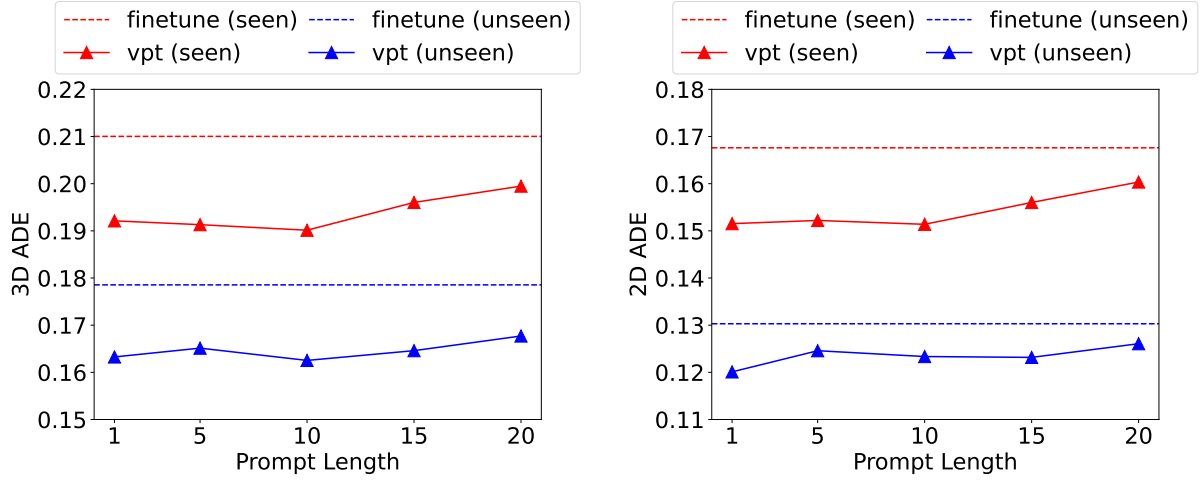 finetune (seen) finetune (unseen)
vpt (seen) vpt (unseen)
0.22
0.21
0.20
0.19
0.18
0.17
0.16
0.15
3D ADE
1 5 10 15 20
Prompt Length
finetune (seen) finetune (unseen)
vpt (seen) vpt (unseen)
0.18
0.17
0.16
0.15
0.14
0.13
0.12
0.11
2D ADE
1 5 10 15 20
Prompt Length